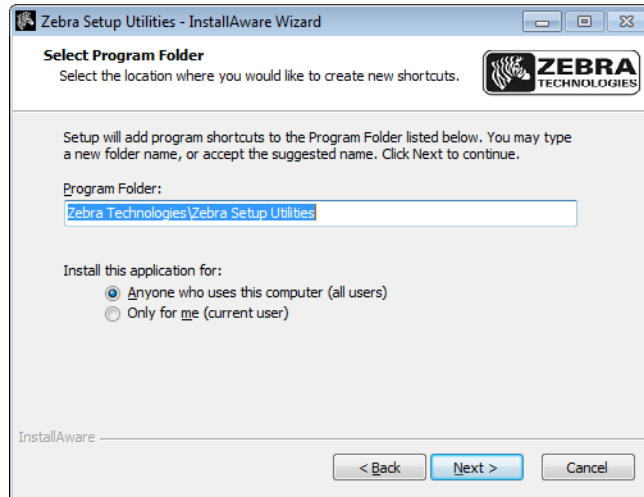 Zebra Setup Utilities - InstallAware Wizard
Select Program Folder
Select the location where you would like to create new shortcuts.
ZEBRA
TECHNOLOGIES
Setup will add program shortcuts to the Program Folder listed below. You may type
a new folder name, or accept the suggested name. Click Next to continue.
Program Folder:
Zebra Technologies\Zebra Setup Utilities
Install this application for:
Anyone who uses this computer (all users)
Only for me (current user)
InstallAware
< Back Next > Cancel